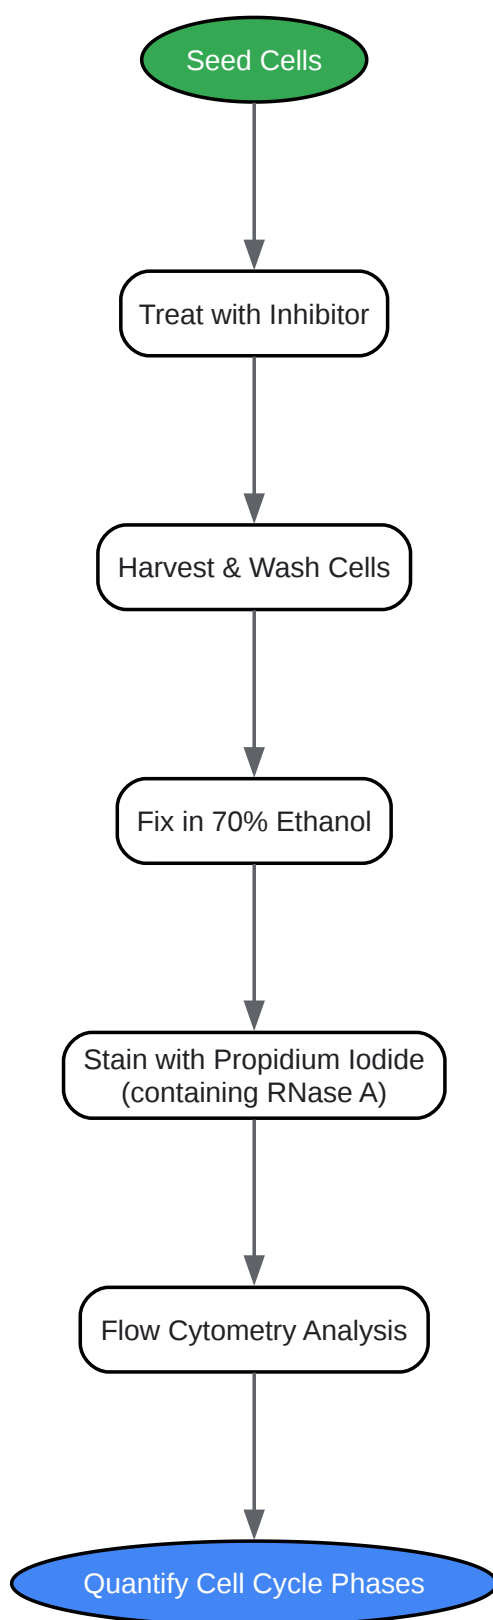 Seed Cells
Treat with Inhibitor
Harvest & Wash Cells
Fix in 70% Ethanol
Stain with Propidium Iodide
(containing RNase A)
Flow Cytometry Analysis
Quantify Cell Cycle Phases